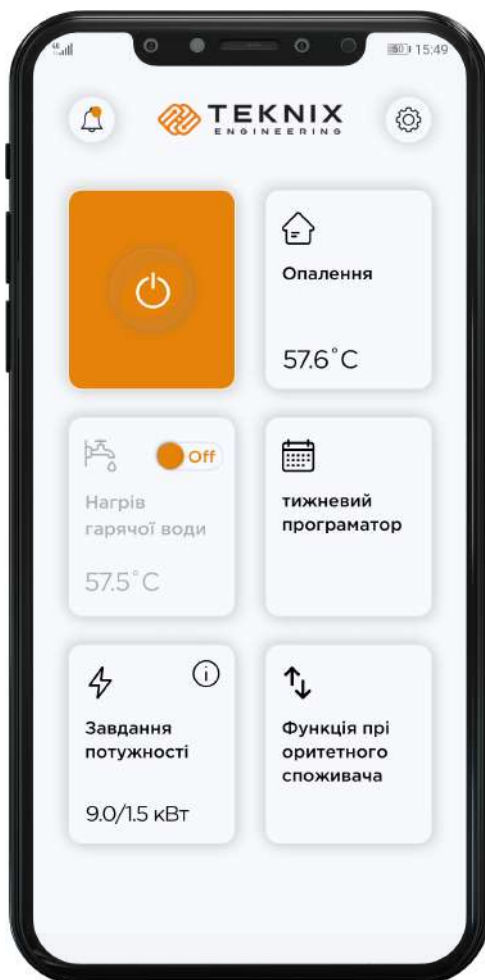 50 15:49
TEKNIX
ENGINEERING
Опалення
57.6°C
Off
Нагрів
гарячої води
57.5°C
тижневий
програматор
Завдання
потужності
9.0/1.5 кВт
Функція прі
оритетного
споживача